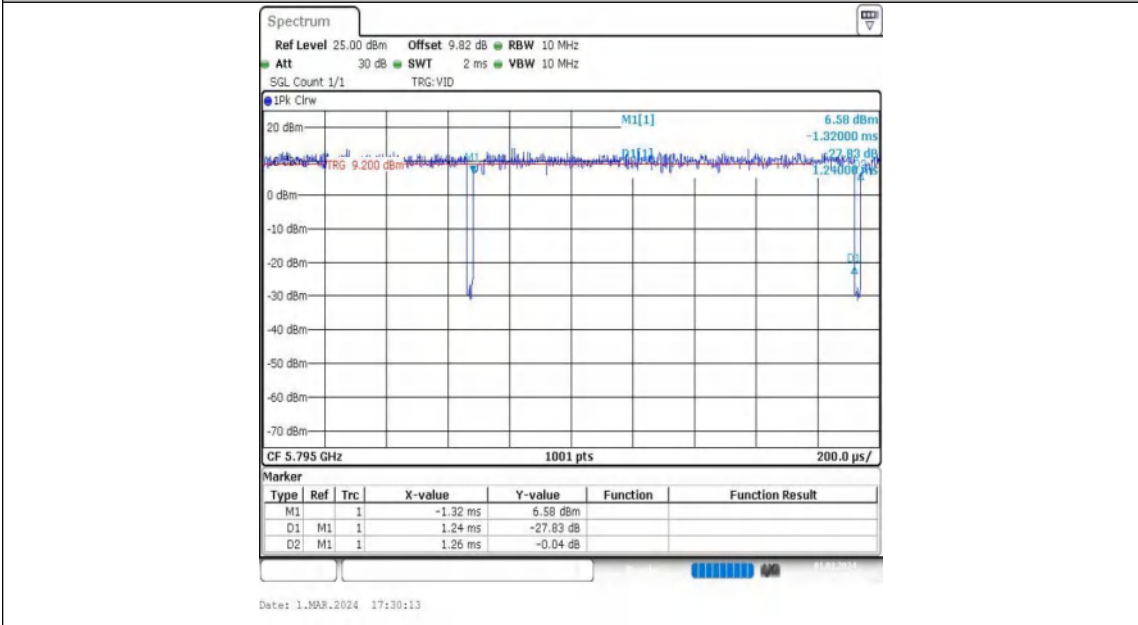 Spectrum
Ref Level 25.00 dBm Offset 9.82 dB RBW 10 MHz
Att 30 dB SWT 2 ms VBW 10 MHz
SGL Count 1/1 TRG:VID
1Pk Clrw
M1[1] 6.58 dBm
-1.32000 ms
20 dBm
D1[1] -27.83 dB
1.24000 ms
M1
TRG 9.200 dBm
0 dBm
-10 dBm
-20 dBm
D1
-30 dBm
-40 dBm
-50 dBm
-60 dBm
-70 dBm
CF 5.795 GHz 1001 pts 200.0 µs/
Marker
Type Ref Trc X-value Y-value Function Function Result
M1 1 -1.32 ms 6.58 dBm
D1 M1 1 1.24 ms -27.83 dB
D2 M1 1 1.26 ms -0.04 dB
Date: 1.MAR.2024 17:30:13